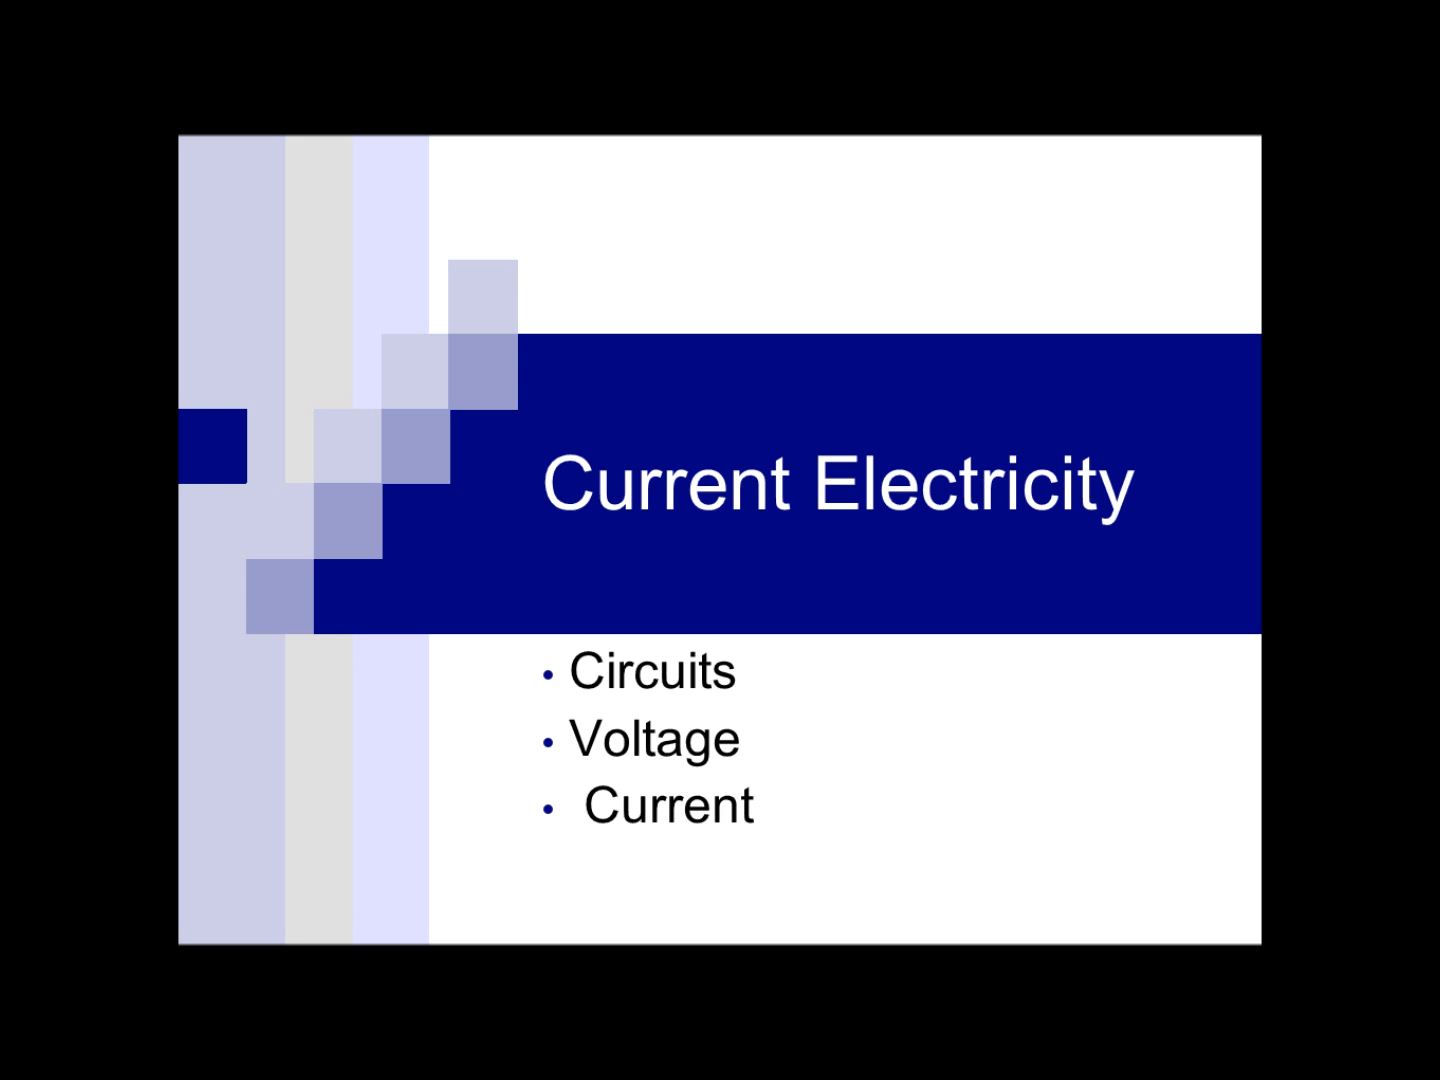 Current Electricity
• Circuits
• Voltage
• Current